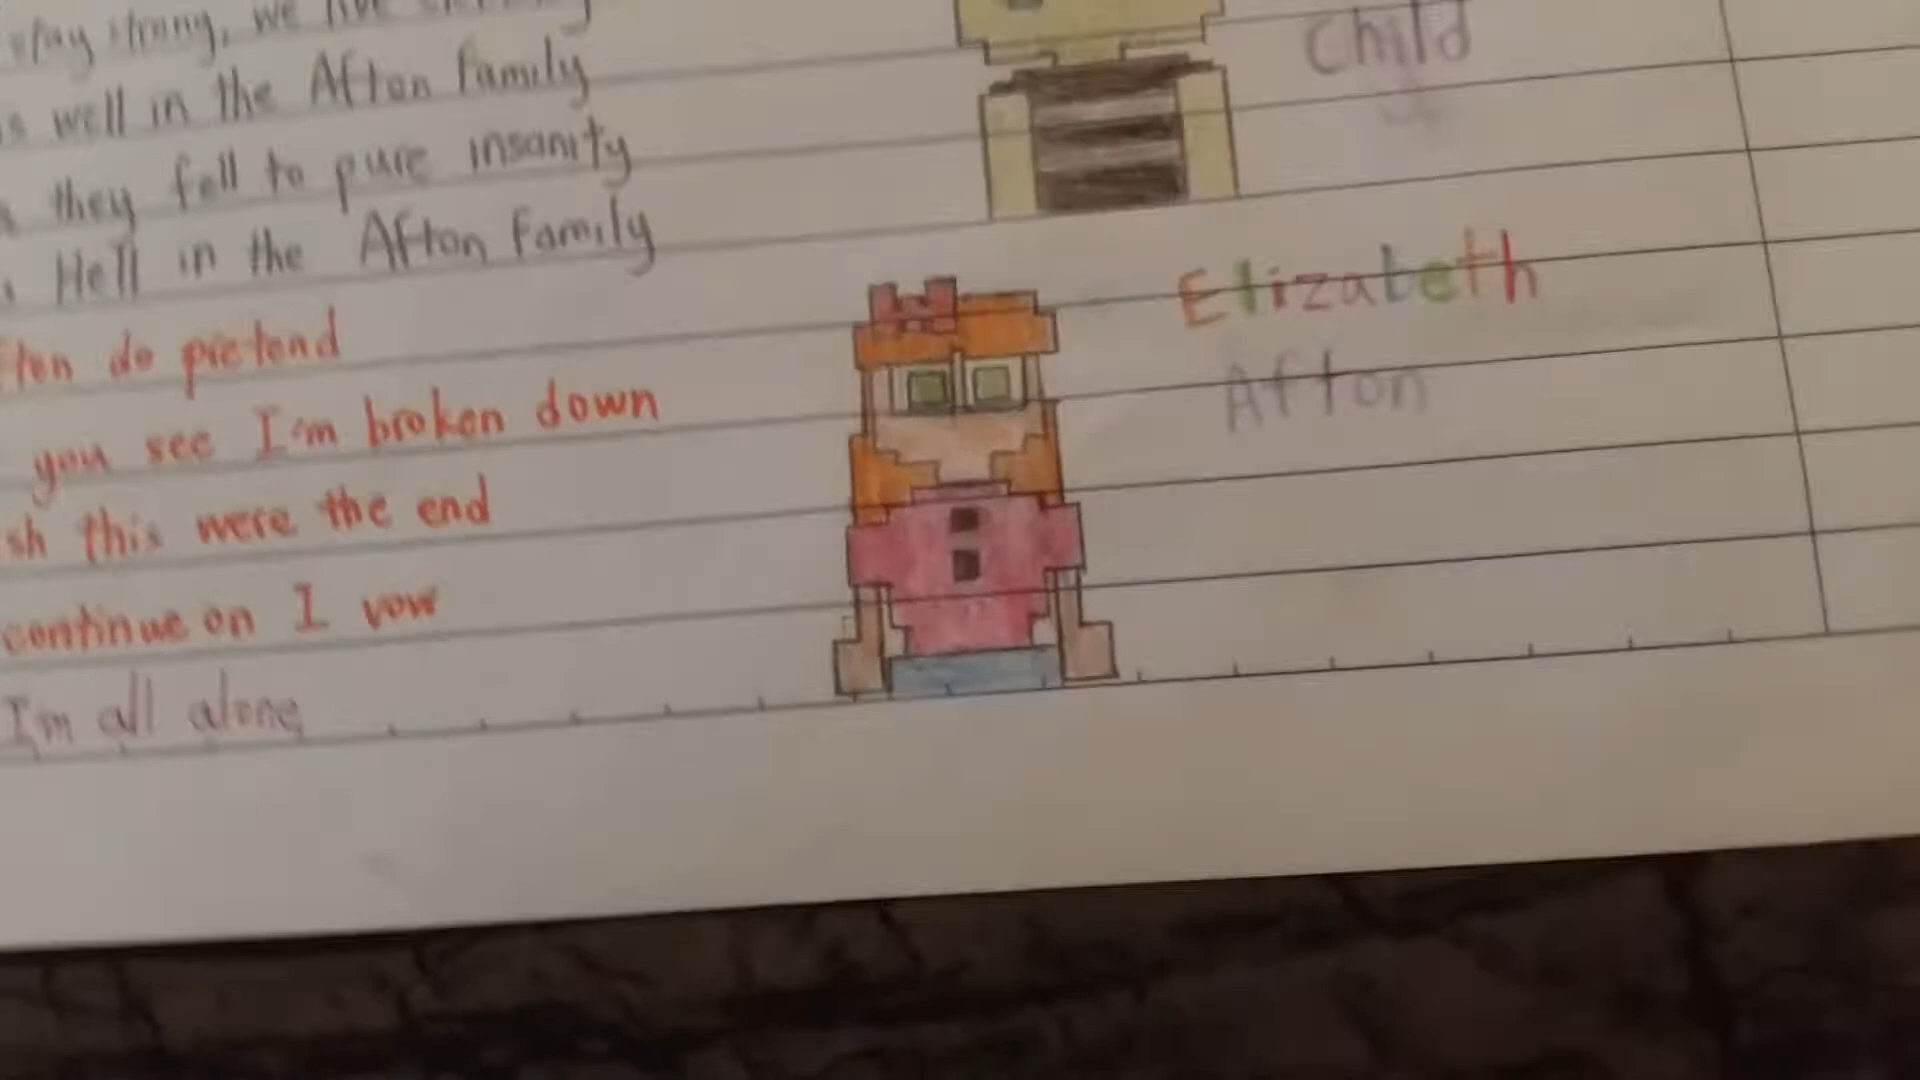 stay strong, we live
well in the Afton family
they fell to pure insanity
Hell in the Afton family
do pretend
you see I'm broken down
this were the end
continue on I vow
I'm all alone
Child
Elizabeth
Afton